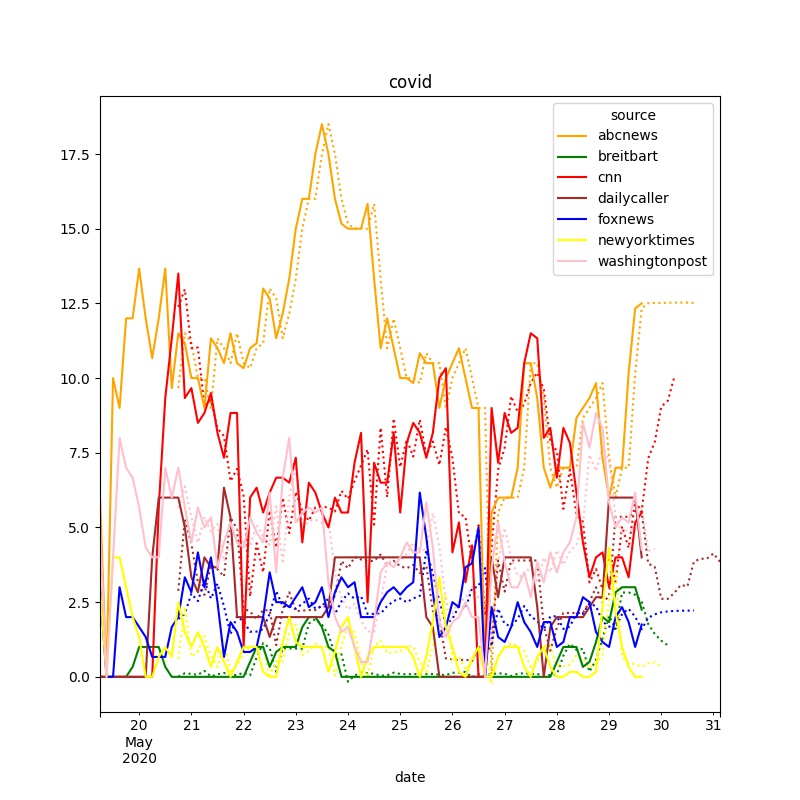 covid
source
abcnews
breitbart
cnn
dailycaller
foxnews
newyorktimes
washingtonpost
17.5
15.0
12.5
10.0
7.5
5.0
2.5
0.0
20 21 22 23 24 25 26 27 28 29 30 31
May
2020
date